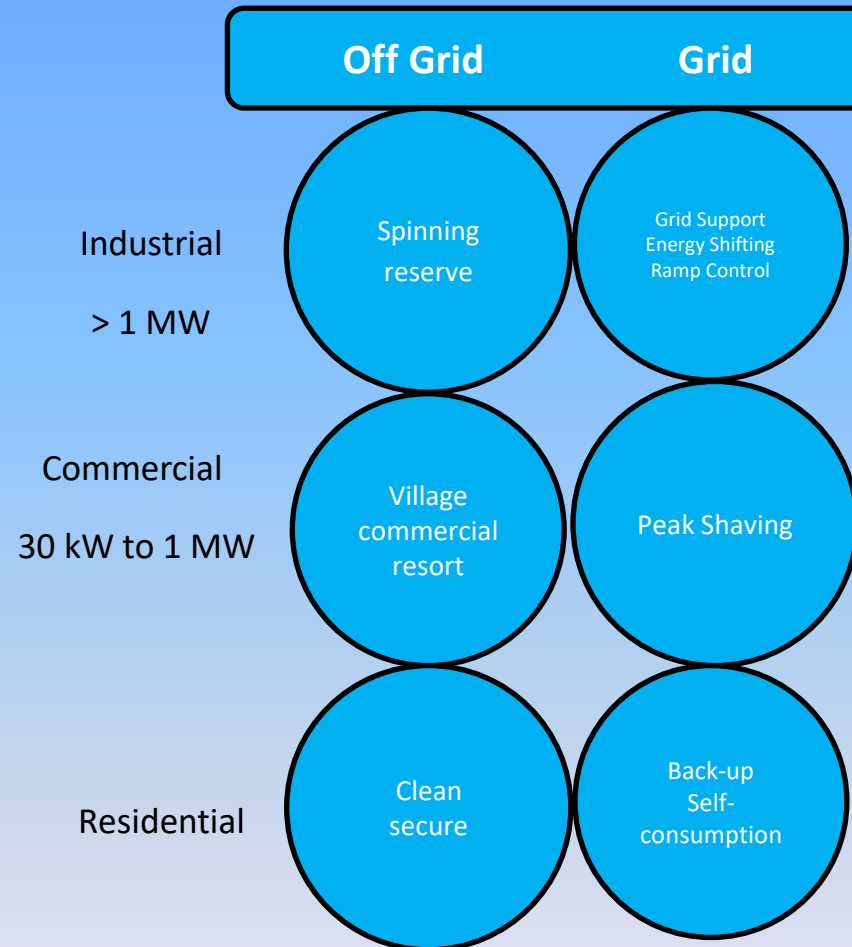 Off Grid
Grid
Industrial
> 1 MW
Spinning
reserve
Grid Support
Energy Shifting
Ramp Control
Commercial
30 kW to 1 MW
Village
commercial
resort
Peak Shaving
Residential
Clean
secure
Back-up
Self-
consumption